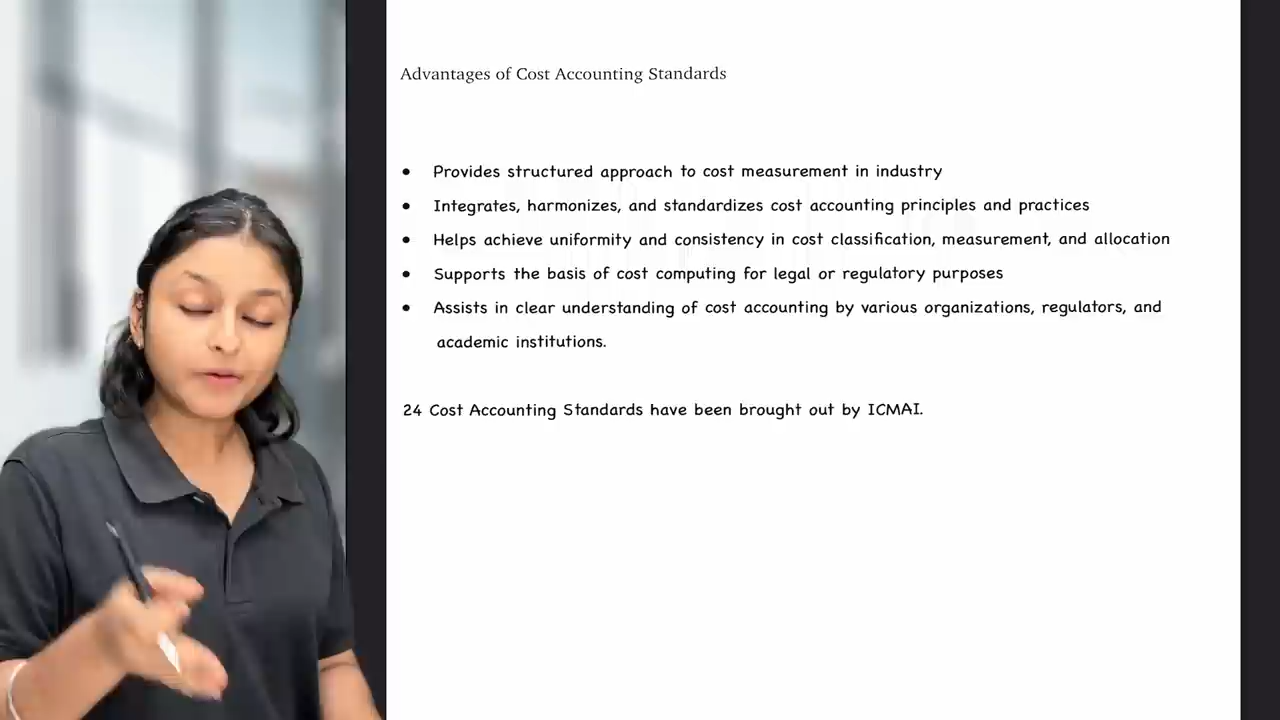 Advantages of Cost Accounting Standards
• Provides structured approach to cost measurement in industry
• Integrates, harmonizes, and standardizes cost accounting principles and practices
• Helps achieve uniformity and consistency in cost classification, measurement, and allocation
• Supports the basis of cost computing for legal or regulatory purposes
• Assists in clear understanding of cost accounting by various organizations, regulators, and
academic institutions.
24 Cost Accounting Standards have been brought out by ICMAI.